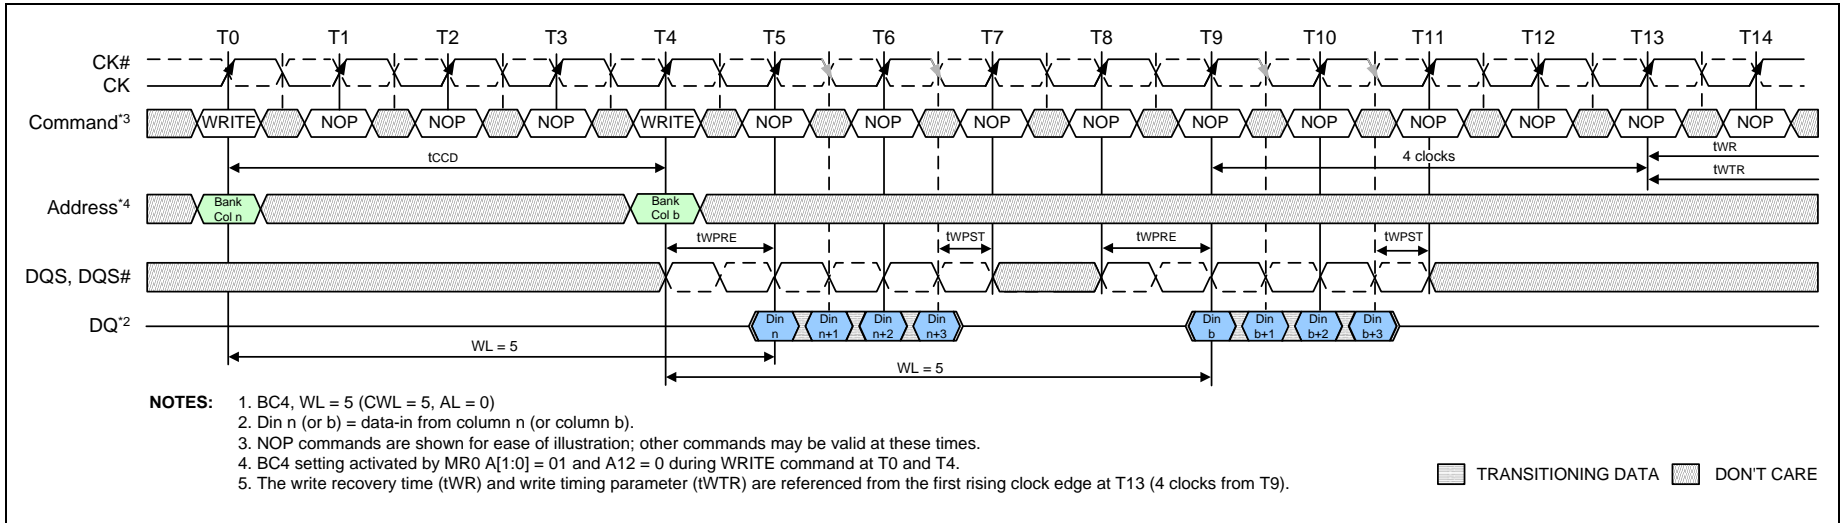 T0 T1 T2 T3 T4 T5 T6 T7 T8 T9 T10 T11 T12 T13 T14
CK#
CK
Command*3 WRITE NOP NOP NOP WRITE NOP NOP NOP NOP NOP NOP NOP NOP NOP NOP
tCCD 4 clocks tWR
tWTR
Address*4 Bank Col n Bank Col b
tWPRE tWPST tWPRE tWPST
DQS, DQS#
DQ*2 Din n Din n+1 Din n+2 Din n+3 Din b Din b+1 Din b+2 Din b+3
WL = 5
WL = 5
NOTES: 1. BC4, WL = 5 (CWL = 5, AL = 0)
2. Din n (or b) = data-in from column n (or column b).
3. NOP commands are shown for ease of illustration; other commands may be valid at these times.
4. BC4 setting activated by MR0 A[1:0] = 01 and A12 = 0 during WRITE command at T0 and T4.
5. The write recovery time (tWR) and write timing parameter (tWTR) are referenced from the first rising clock edge at T13 (4 clocks from T9).
TRANSITIONING DATA DON'T CARE